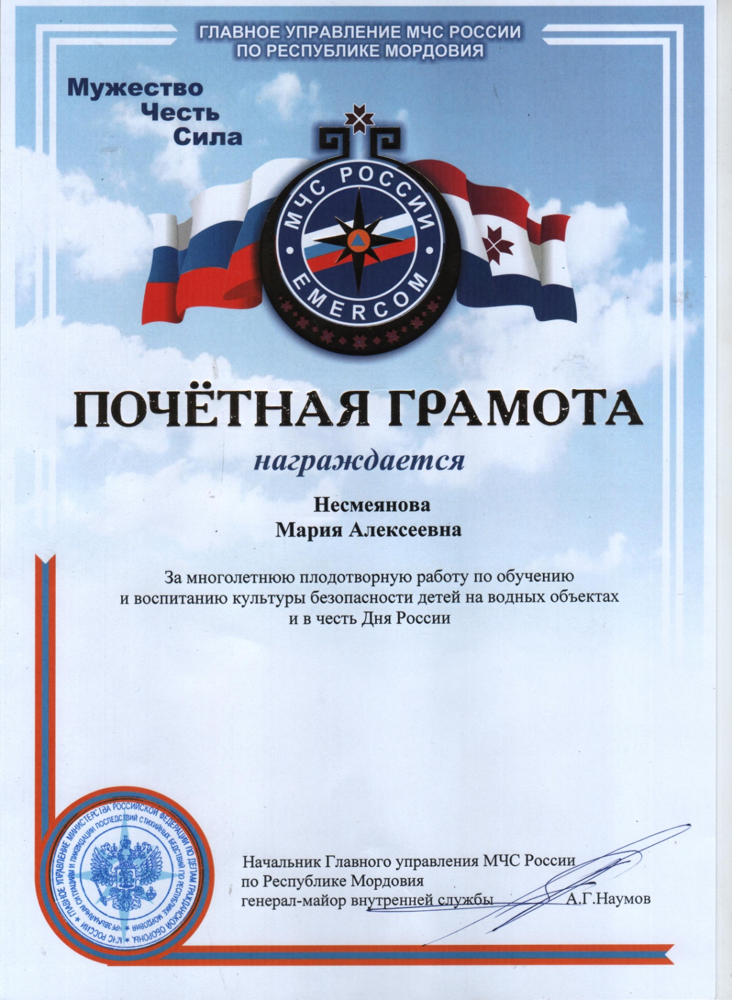 ГЛАВНОЕ УПРАВЛЕНИЕ МЧС РОССИИ
ПО РЕСПУБЛИКЕ МОРДОВИЯ
Мужество
Честь
Сила
МЧС РОССИИ
EMERCOM
ПОЧЁТНАЯ ГРАМОТА
награждается
Несмеянова
Мария Алексеевна
За многолетнюю плодотворную работу по обучению
и воспитанию культуры безопасности детей на водных объектах
и в честь Дня России
ГЛАВНОЕ УПРАВЛЕНИЕ МИНИСТЕРСТВА РОССИЙСКОЙ ФЕДЕРАЦИИ ПО ДЕЛАМ ГРАЖДАНСКОЙ ОБОРОНЫ,
ЧРЕЗВЫЧАЙНЫМ СИТУАЦИЯМ И ЛИКВИДАЦИИ ПОСЛЕДСТВИЙ СТИХИЙНЫХ БЕДСТВИЙ ПО РЕСПУБЛИКЕ МОРДОВИЯ
МЧС РОССИИ
Начальник Главного управления МЧС России
по Республике Мордовия
генерал-майор внутренней службы А.Г.Наумов